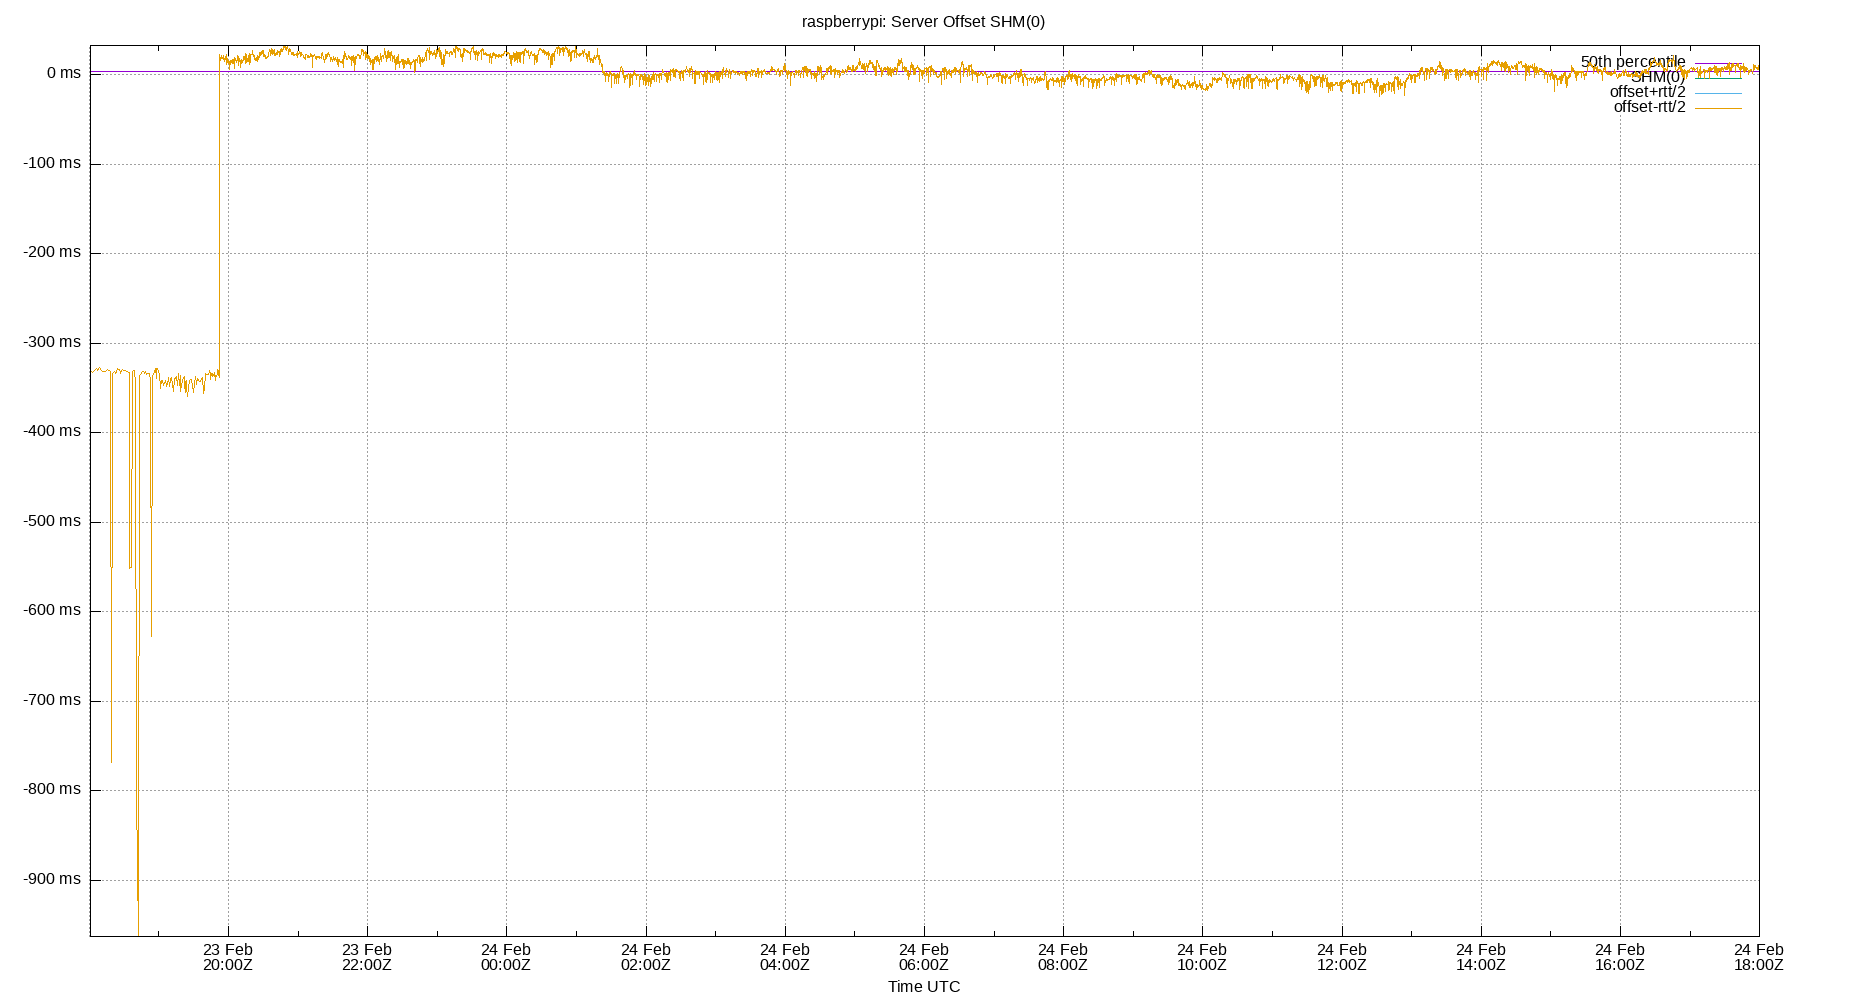 raspberrypi: Server Offset SHM(0)
0 ms
-100 ms
-200 ms
-300 ms
-400 ms
-500 ms
-600 ms
-700 ms
-800 ms
-900 ms
50th percentile
SHM(0)
offset+rtt/2
offset-rtt/2
23 Feb 23 Feb 24 Feb 24 Feb 24 Feb 24 Feb 24 Feb 24 Feb 24 Feb 24 Feb 24 Feb 24 Feb
20:00Z 22:00Z 00:00Z 02:00Z 04:00Z 06:00Z 08:00Z 10:00Z 12:00Z 14:00Z 16:00Z 18:00Z
Time UTC